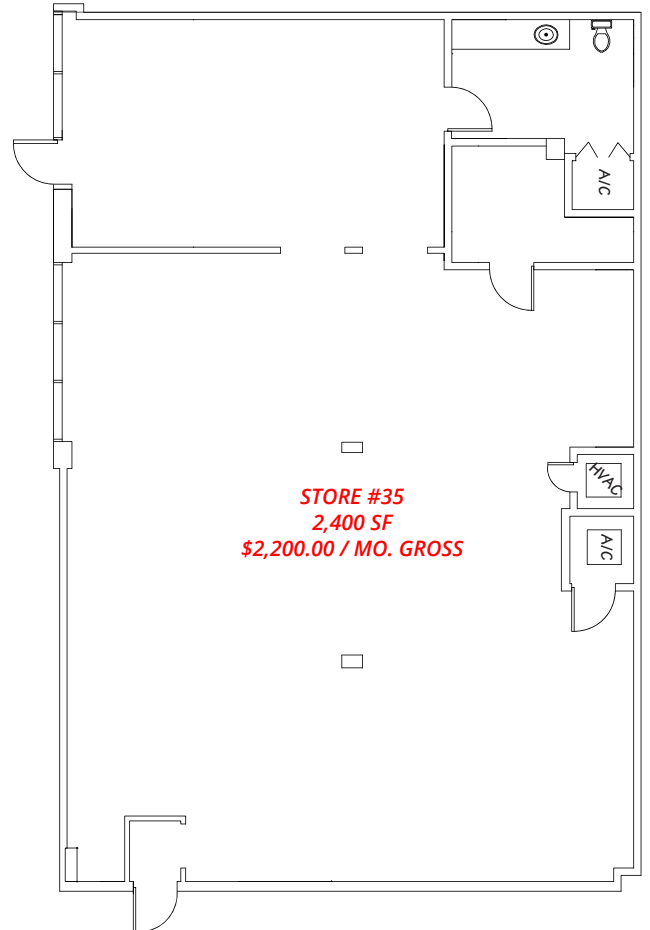 A/C
HVAC
STORE #35
2,400 SF
$2,200.00 / MO. GROSS
A/C